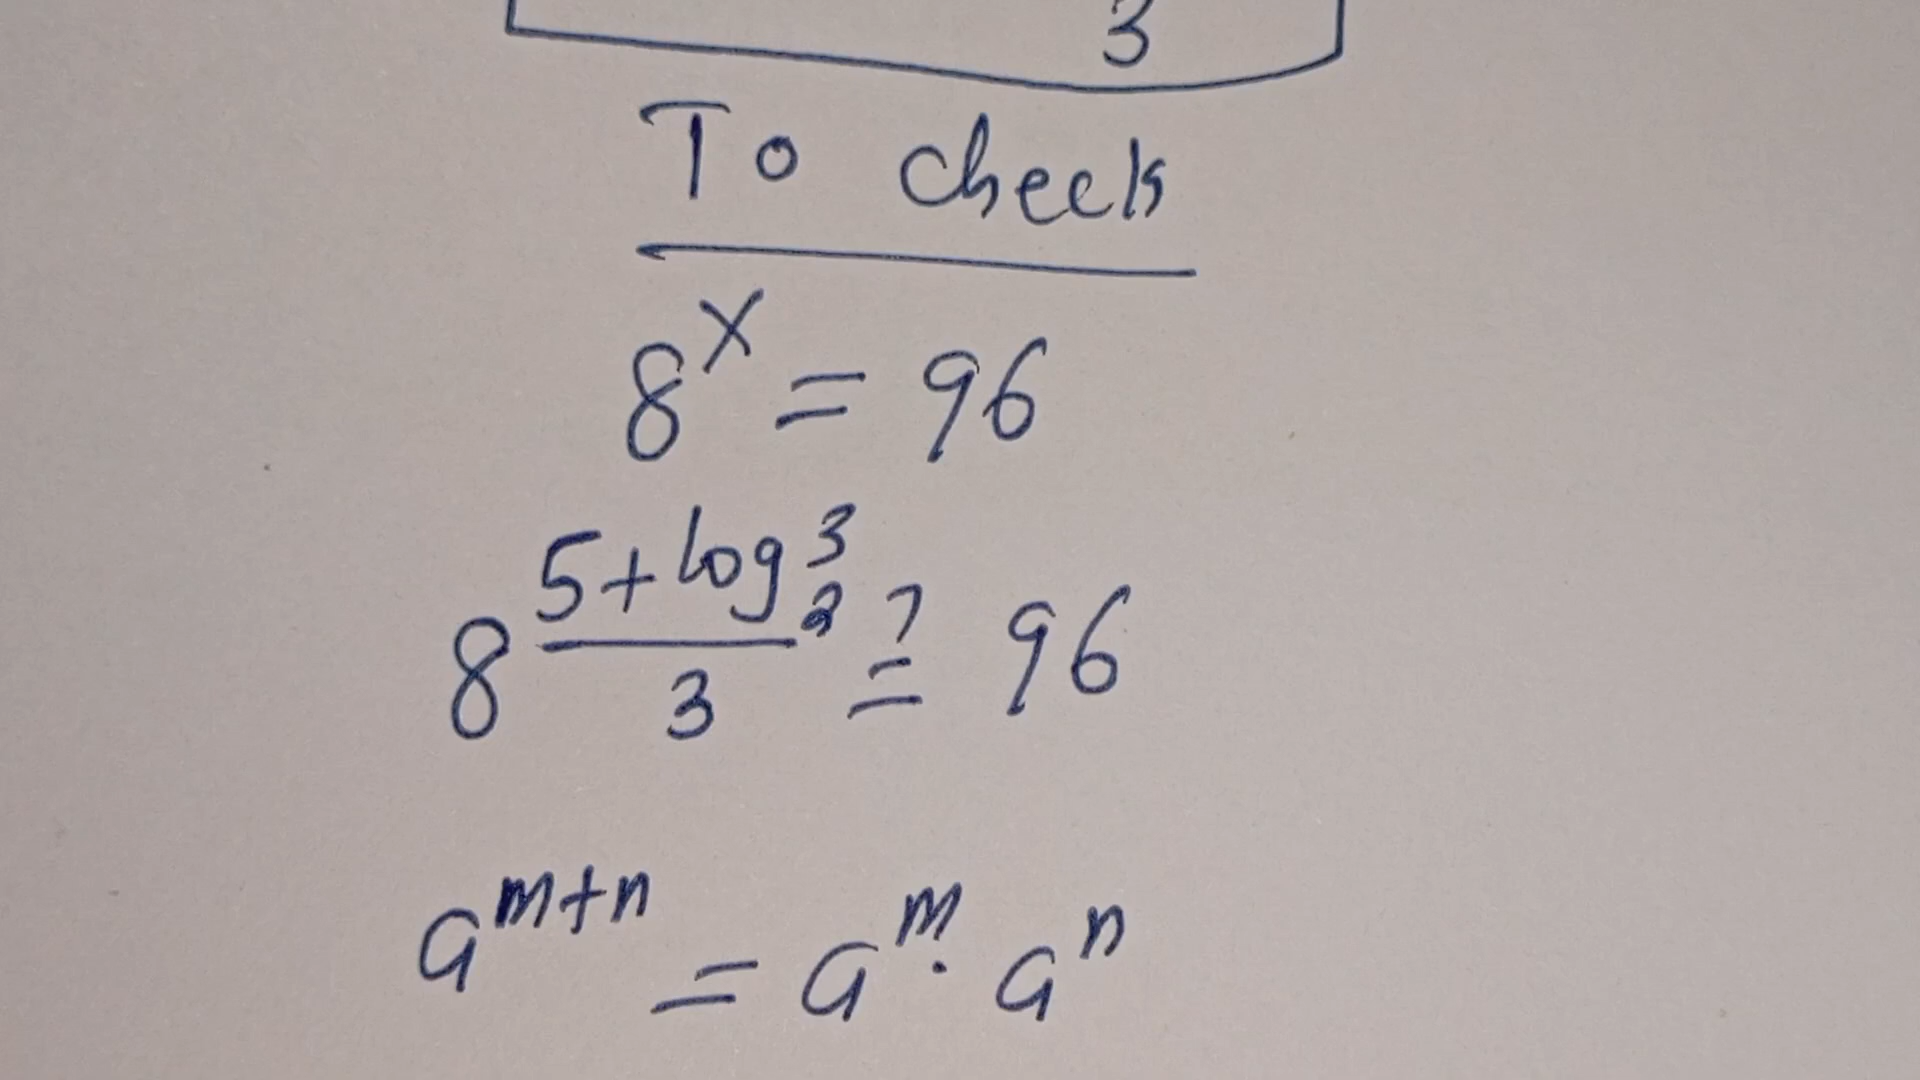 3
To check
8^x = 96
8^((5+log_2 3)/3) ?= 96
a^(m+n) = a^m . a^n